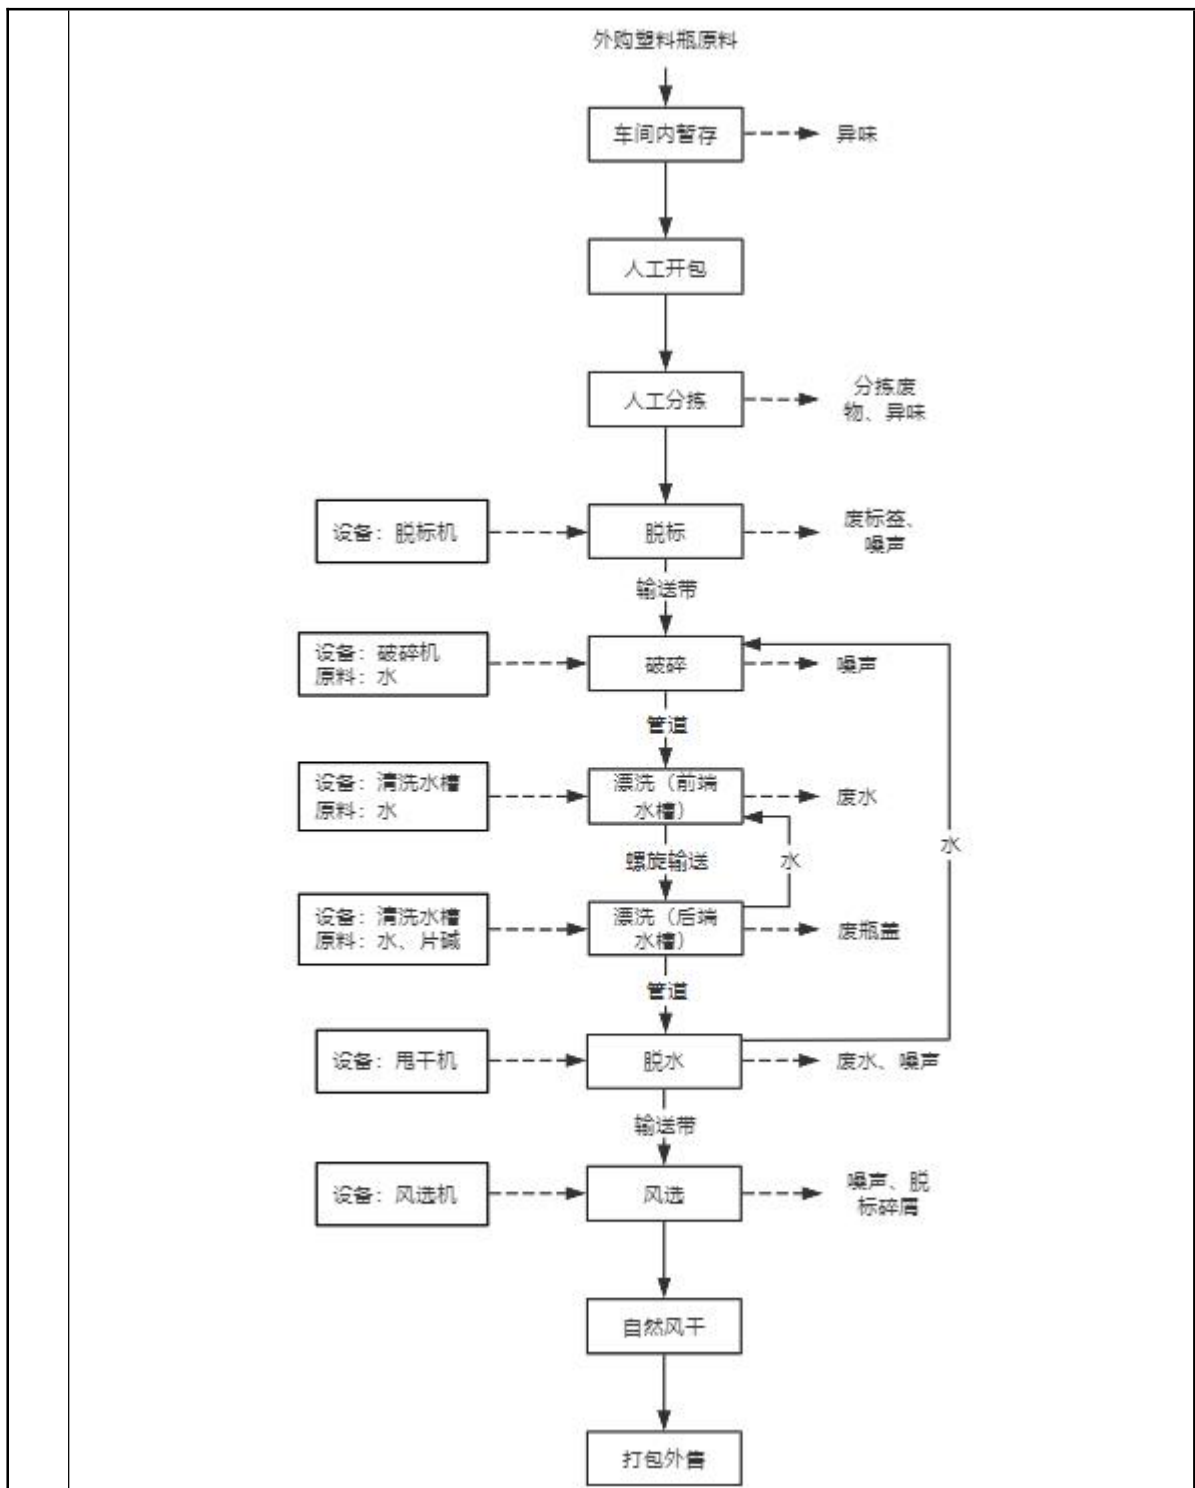 外购塑料瓶原料
车间内暂存
异味
人工开包
人工分拣
分拣废
物、异味
设备：脱标机
脱标
废标签、
噪声
输送带
设备：破碎机
原料：水
破碎
噪声
管道
设备：清洗水槽
原料：水
漂洗（前端
水槽）
废水
水
螺旋输送
水
设备：清洗水槽
原料：水、片碱
漂洗（后端
水槽）
废瓶盖
管道
设备：甩干机
脱水
废水、噪声
输送带
设备：风选机
风选
噪声、脱
标碎屑
自然风干
打包外售